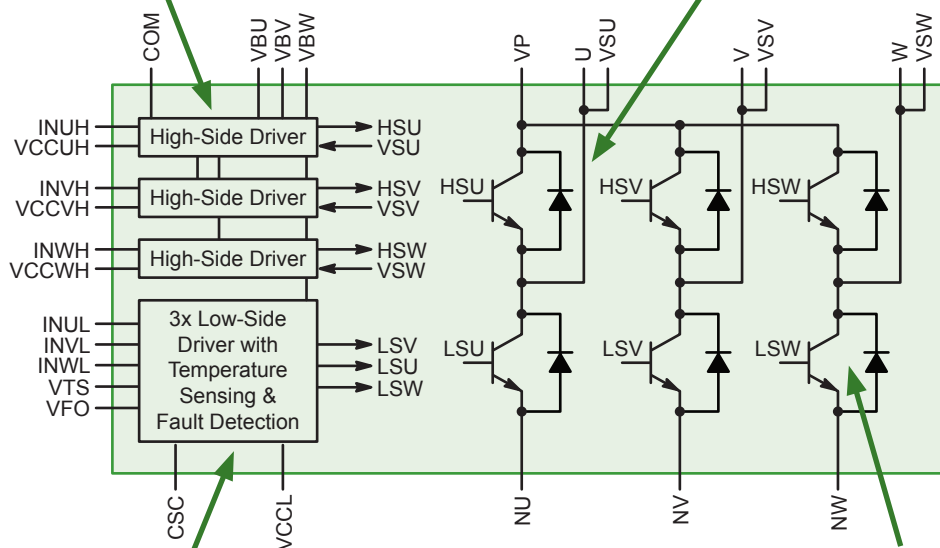 COM
VBU
VBV
VBW
VP
U
VSU
V
VSV
W
VSW
INUH
VCCUH
High-Side Driver
HSU
VSU
INVH
VCCVH
High-Side Driver
HSV
VSV
INWH
VCCWH
High-Side Driver
HSW
VSW
HSU
HSV
HSW
INUL
INVL
INWL
VTS
VFO
3x Low-Side
Driver with
Temperature
Sensing &
Fault Detection
LSV
LSU
LSW
LSU
LSV
LSW
CSC
VCCL
NU
NV
NW